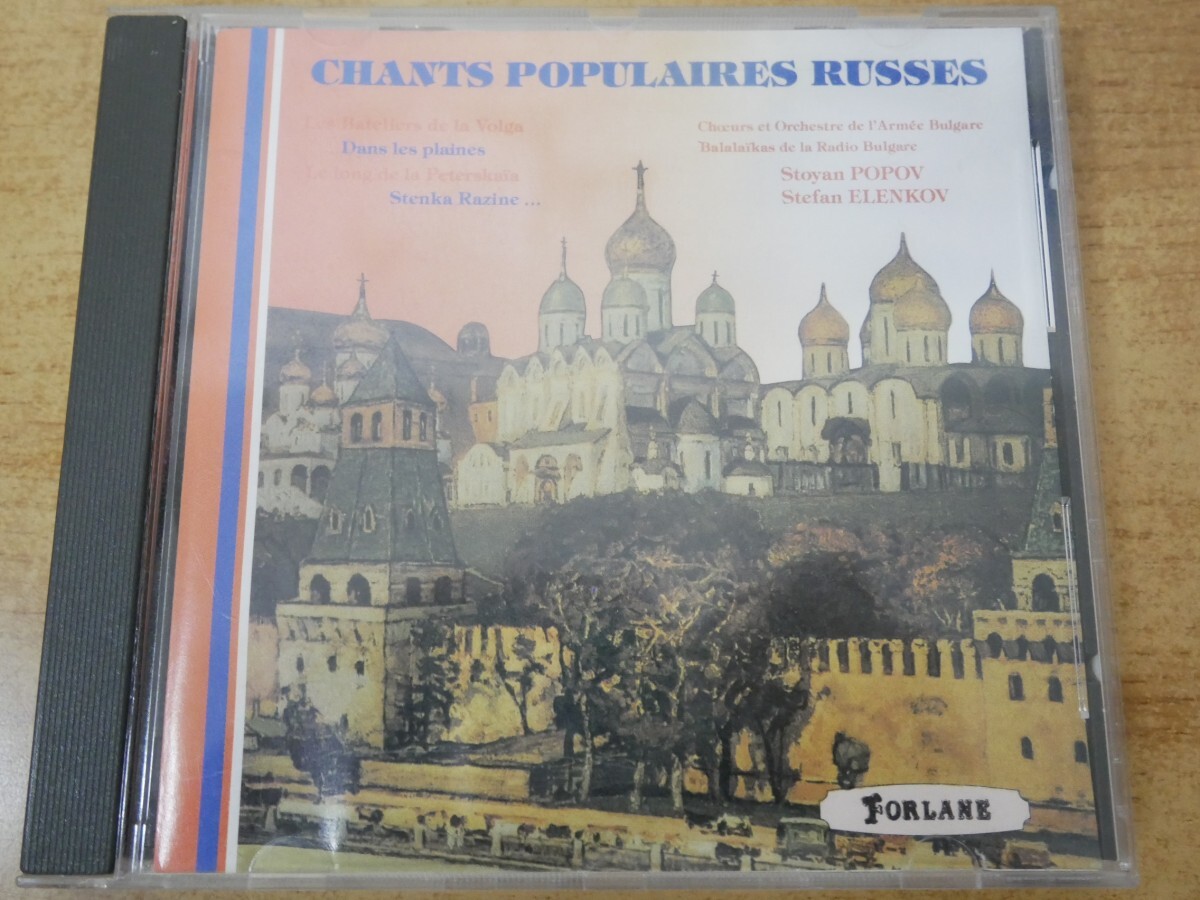 CHANTS POPULAIRES RUSSES
Les Bateliers de la Volga
Dans les plaines
Le long de la Peterskaïa
Stenka Razine ...
Chœurs et Orchestre de l'Armée Bulgare
Balalaïkas de la Radio Bulgare
Stoyan POPOV
Stefan ELENKOV
FORLANE